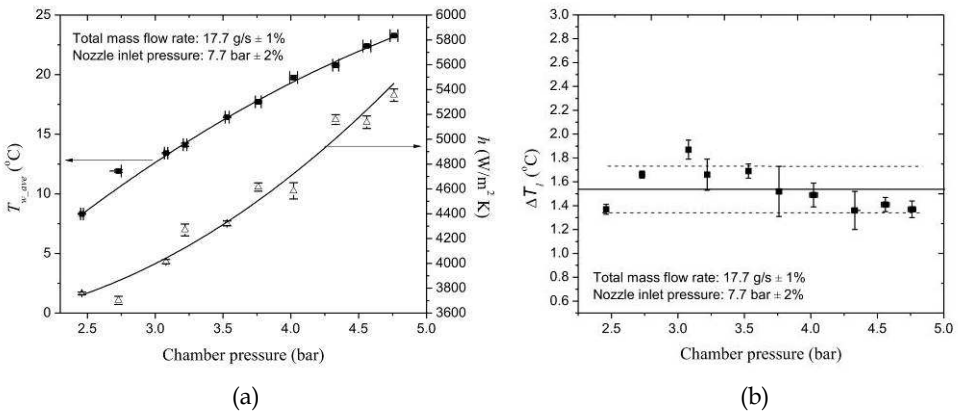 Total mass flow rate: 17.7 g/s ± 1%
Nozzle inlet pressure: 7.7 bar ± 2%
T_w_ave (°C)
25
20
15
10
5
0
6000
5800
5600
5400
5200
5000
4800
4600
4400
4200
4000
3800
3600
h (W/m² K)
2.5 3.0 3.5 4.0 4.5 5.0
Chamber pressure (bar)
(a)
ΔT_l (°C)
3.0
2.8
2.6
2.4
2.2
2.0
1.8
1.6
1.4
1.2
1.0
0.8
0.6
Total mass flow rate: 17.7 g/s ± 1%
Nozzle inlet pressure: 7.7 bar ± 2%
2.5 3.0 3.5 4.0 4.5 5.0
Chamber pressure (bar)
(b)